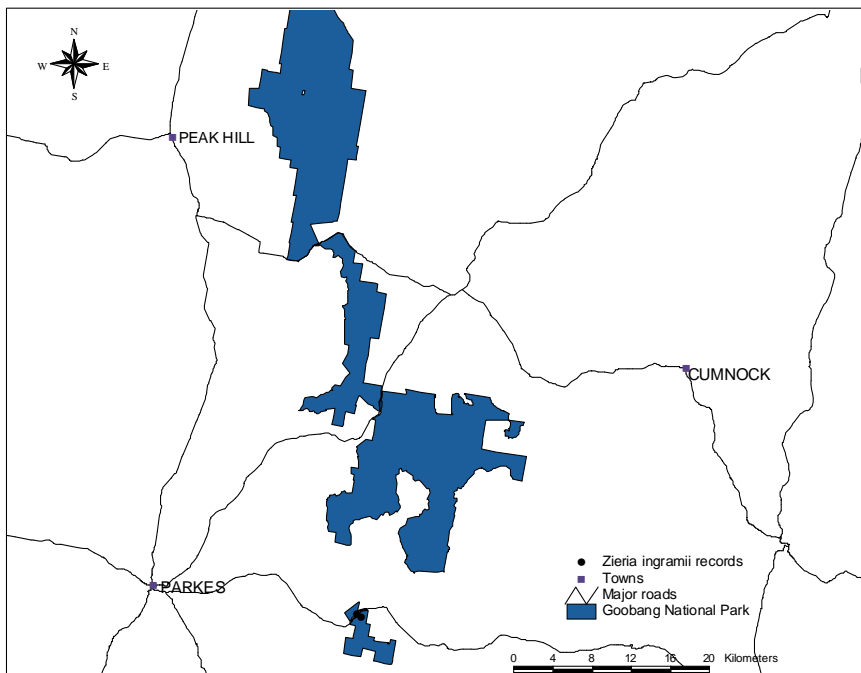 N
W E
S
PEAK HILL
CUMNOCK
Zieria ingramii records
Towns
PARKES
Major roads
Goobang National Park
0 4 8 12 16 20 Kilometers